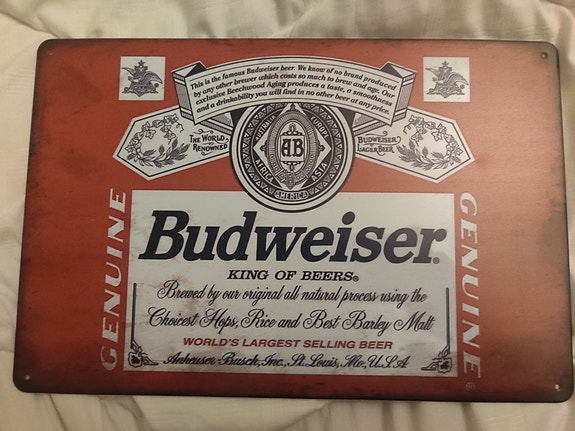 This is the famous Budweiser beer. We know of no brand produced
by any other brewer which costs so much to brew and age. Our
exclusive Beechwood Aging produces a taste, a smoothness
and a drinkability you will find in no other beer at any price.
THE WORLD
RENOWNED
BUDWEISER
LAGER BEER
EUROPE
AB
AFRICA
ASIA
AMERICA
GENUINE
GENUINE
Budweiser®
KING OF BEERS®
Brewed by our original all natural process using the
Choicest Hops, Rice and Best Barley Malt
WORLD'S LARGEST SELLING BEER
Anheuser-Busch, Inc., St. Louis, Mo., U.S.A.